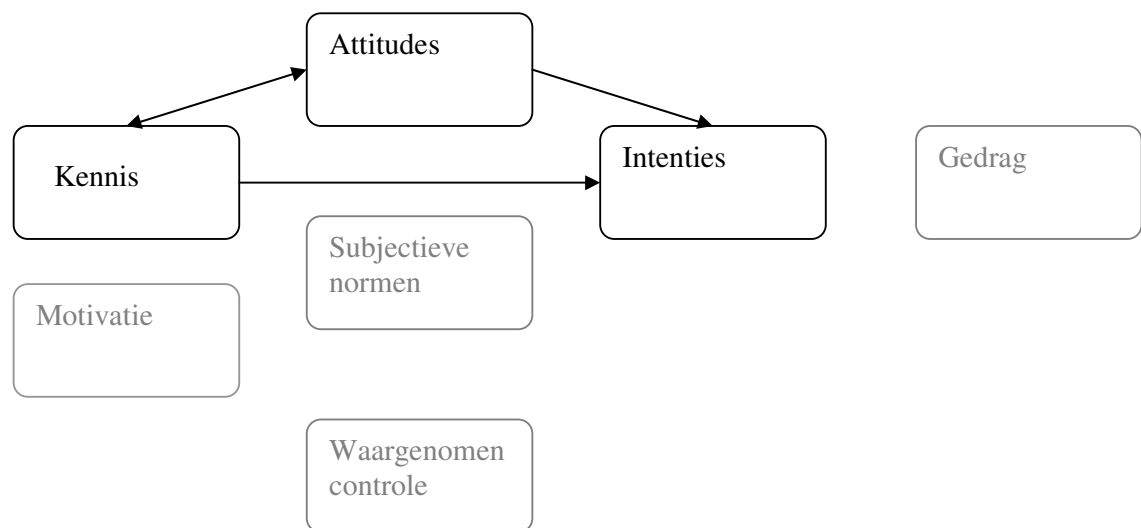 Attitudes
Kennis
Intenties
Gedrag
Subjectieve
normen
Motivatie
Waargenomen
controle